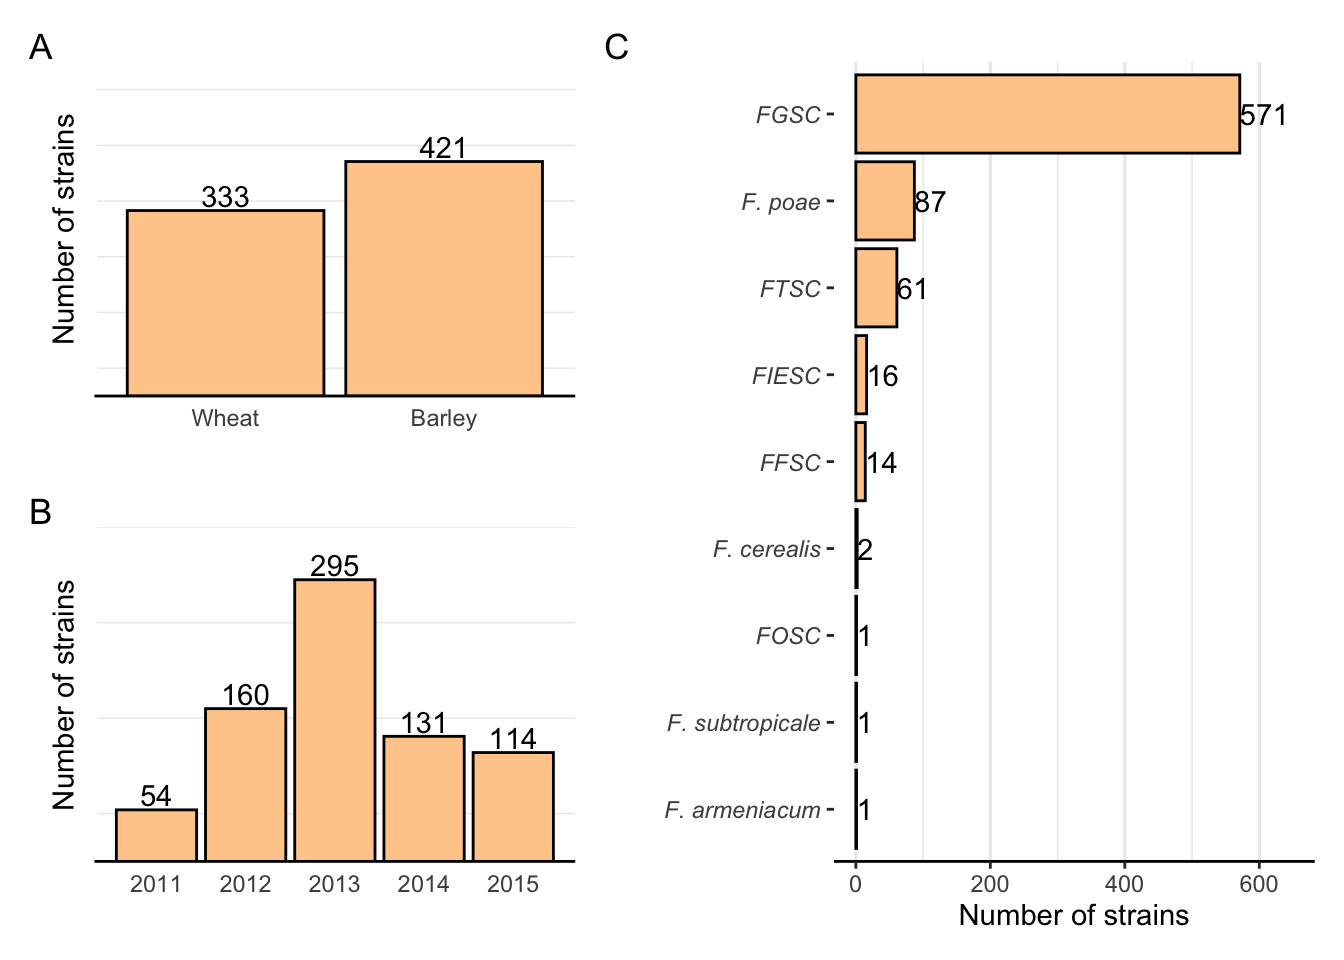 A
Number of strains
333
421
Wheat
Barley
B
Number of strains
54
160
295
131
114
2011
2012
2013
2014
2015
C
FGSC
571
F. poae
87
FTSC
61
FIESC
16
FFSC
14
F. cerealis
2
FOSC
1
F. subtropicale
1
F. armeniacum
1
0
200
400
600
Number of strains